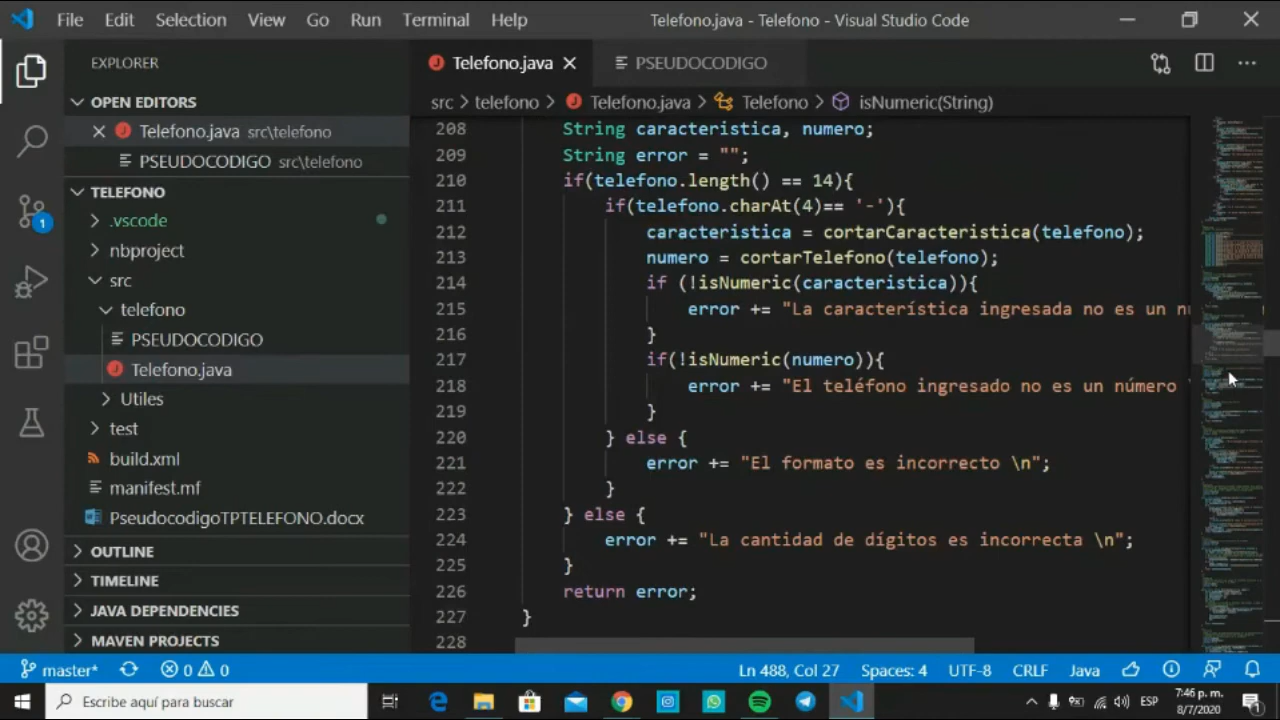 File Edit Selection View Go Run Terminal Help Telefono.java - Telefono - Visual Studio Code
EXPLORER
OPEN EDITORS
Telefono.java src\telefono
PSEUDOCODIGO src\telefono
TELEFONO
.vscode
nbproject
src
telefono
PSEUDOCODIGO
Telefono.java
Utiles
test
build.xml
manifest.mf
PseudocodigoTPTELEFONO.docx
OUTLINE
TIMELINE
JAVA DEPENDENCIES
MAVEN PROJECTS
Telefono.java PSEUDOCODIGO
src > telefono > Telefono.java > Telefono > isNumeric(String)
208 String caracteristica, numero;
209 String error = "";
210 if(telefono.length() == 14){
211 if(telefono.charAt(4)== '-'){
212 caracteristica = cortarCaracteristica(telefono);
213 numero = cortarTelefono(telefono);
214 if (!isNumeric(caracteristica)){
215 error += "La característica ingresada no es un
216 }
217 if(!isNumeric(numero)){
218 error += "El teléfono ingresado no es un número
219 }
220 } else {
221 error += "El formato es incorrecto \n";
222 }
223 } else {
224 error += "La cantidad de dígitos es incorrecta \n";
225 }
226 return error;
227 }
228
1
master* 0 0 Ln 488, Col 27 Spaces: 4 UTF-8 CRLF Java
Escribe aquí para buscar
ESP
7:46 p. m.
8/7/2020
1